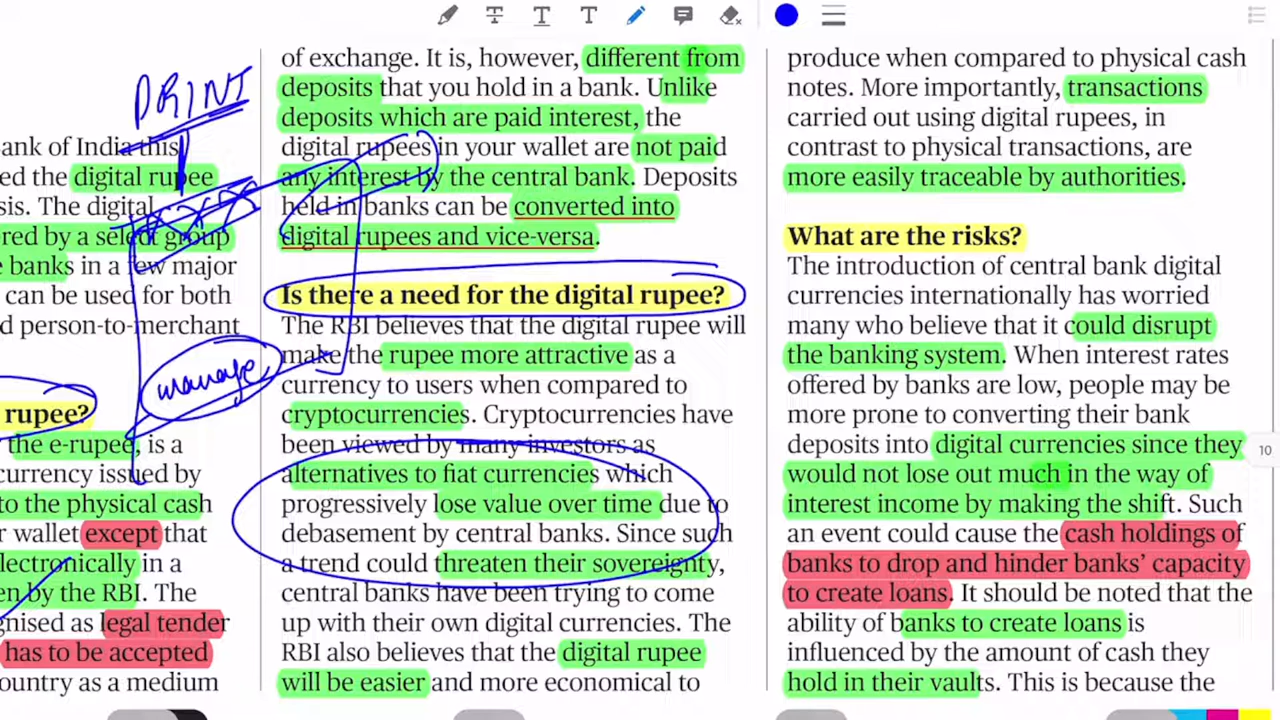 PRINT
XXX
manage
ank of India this
ed the digital rupee
sis. The digital
ered by a select group
e banks in a few major
can be used for both
d person-to-merchant
rupee?
the e-rupee, is a
currency issued by
to the physical cash
r wallet except that
lectronically in a
en by the RBI. The
gnised as legal tender
has to be accepted
ountry as a medium
of exchange. It is, however, different from
deposits that you hold in a bank. Unlike
deposits which are paid interest, the
digital rupees in your wallet are not paid
any interest by the central bank. Deposits
held in banks can be converted into
digital rupees and vice-versa.
Is there a need for the digital rupee?
The RBI believes that the digital rupee will
make the rupee more attractive as a
currency to users when compared to
cryptocurrencies. Cryptocurrencies have
been viewed by many investors as
alternatives to fiat currencies which
progressively lose value over time due to
debasement by central banks. Since such
a trend could threaten their sovereignty,
central banks have been trying to come
up with their own digital currencies. The
RBI also believes that the digital rupee
will be easier and more economical to
produce when compared to physical cash
notes. More importantly, transactions
carried out using digital rupees, in
contrast to physical transactions, are
more easily traceable by authorities.
What are the risks?
The introduction of central bank digital
currencies internationally has worried
many who believe that it could disrupt
the banking system. When interest rates
offered by banks are low, people may be
more prone to converting their bank
deposits into digital currencies since they
would not lose out much in the way of
interest income by making the shift. Such
an event could cause the cash holdings of
banks to drop and hinder banks' capacity
to create loans. It should be noted that the
ability of banks to create loans is
influenced by the amount of cash they
hold in their vaults. This is because the
10